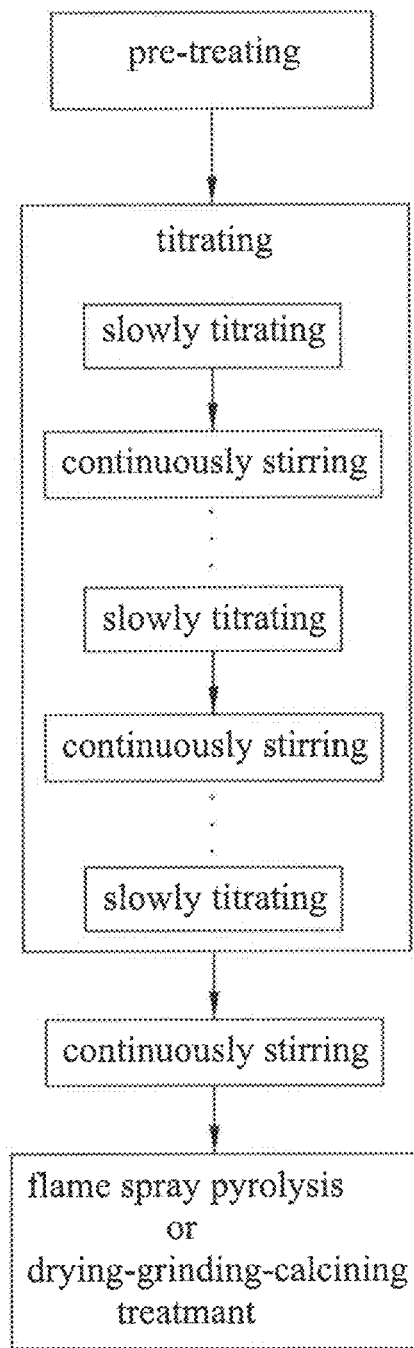 pre-treating
titrating
slowly titrating
continuously stirring
slowly titrating
continuously stirring
slowly titrating
continuously stirring
flame spray pyrolysis
or
drying-grinding-calcining
treatmant